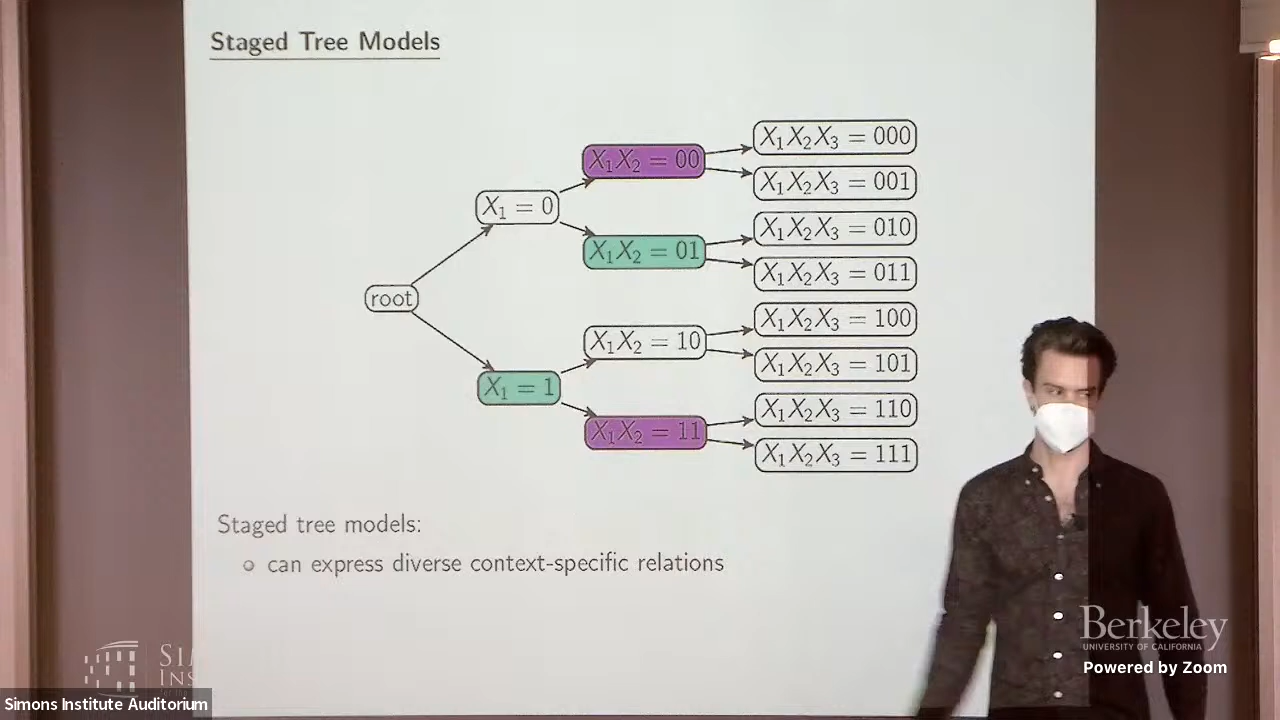 Staged Tree Models
X₁X₂X₃ = 000
X₁X₂ = 00
X₁X₂X₃ = 001
X₁ = 0
X₁X₂X₃ = 010
X₁X₂ = 01
X₁X₂X₃ = 011
root
X₁X₂X₃ = 100
X₁X₂ = 10
X₁X₂X₃ = 101
X₁ = 1
X₁X₂X₃ = 110
X₁X₂ = 11
X₁X₂X₃ = 111
Staged tree models:
can express diverse context-specific relations
Berkeley
UNIVERSITY OF CALIFORNIA
Powered by Zoom
Simons Institute Auditorium